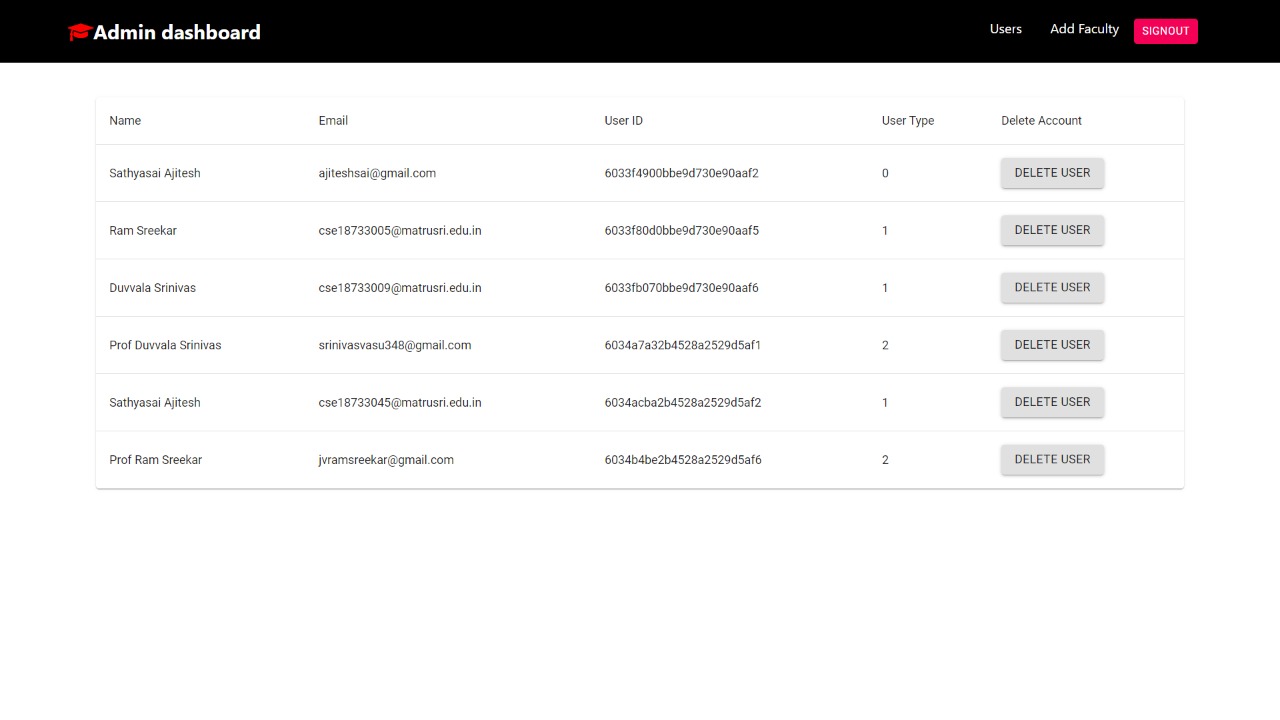 Admin dashboard Users Add Faculty SIGNOUT
Name Email User ID User Type Delete Account
Sathyasai Ajitesh ajiteshsai@gmail.com 6033f4900bbe9d730e90aaf2 0 DELETE USER
Ram Sreekar cse18733005@matrusri.edu.in 6033f80d0bbe9d730e90aaf5 1 DELETE USER
Duvvala Srinivas cse18733009@matrusri.edu.in 6033fb070bbe9d730e90aaf6 1 DELETE USER
Prof Duvvala Srinivas srinivasvasu348@gmail.com 6034a7a32b4528a2529d5af1 2 DELETE USER
Sathyasai Ajitesh cse18733045@matrusri.edu.in 6034acba2b4528a2529d5af2 1 DELETE USER
Prof Ram Sreekar jvramsreekar@gmail.com 6034b4be2b4528a2529d5af6 2 DELETE USER